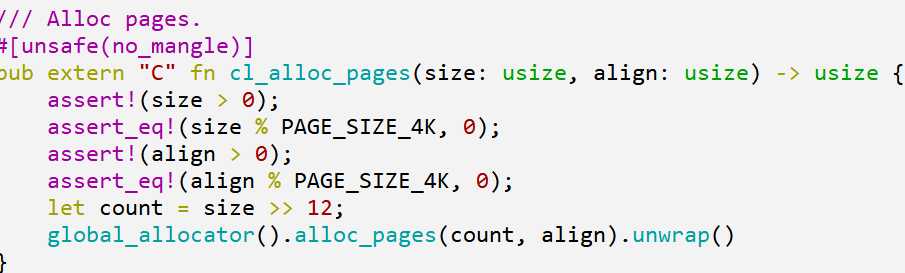 /// Alloc pages.
#[unsafe(no_mangle)]
pub extern "C" fn cl_alloc_pages(size: usize, align: usize) -> usize {
    assert!(size > 0);
    assert_eq!(size % PAGE_SIZE_4K, 0);
    assert!(align > 0);
    assert_eq!(align % PAGE_SIZE_4K, 0);
    let count = size >> 12;
    global_allocator().alloc_pages(count, align).unwrap()
}